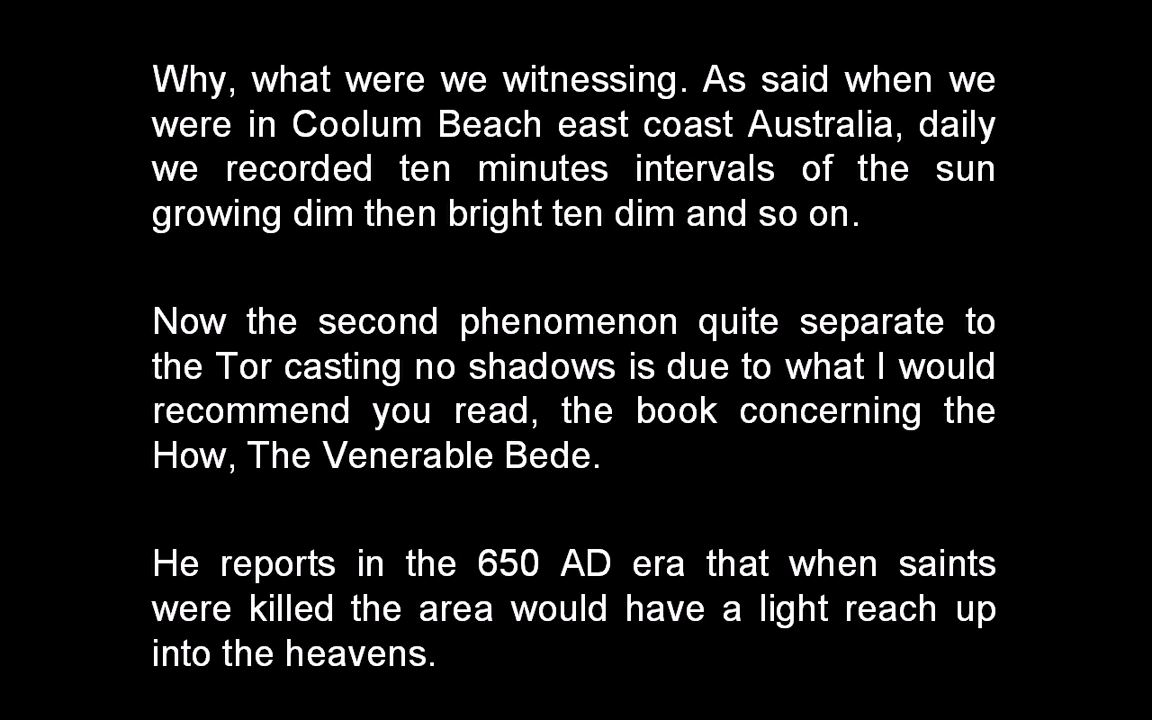 Why, what were we witnessing. As said when we
were in Coolum Beach east coast Australia, daily
we recorded ten minutes intervals of the sun
growing dim then bright ten dim and so on.
Now the second phenomenon quite separate to
the Tor casting no shadows is due to what I would
recommend you read, the book concerning the
How, The Venerable Bede.
He reports in the 650 AD era that when saints
were killed the area would have a light reach up
into the heavens.